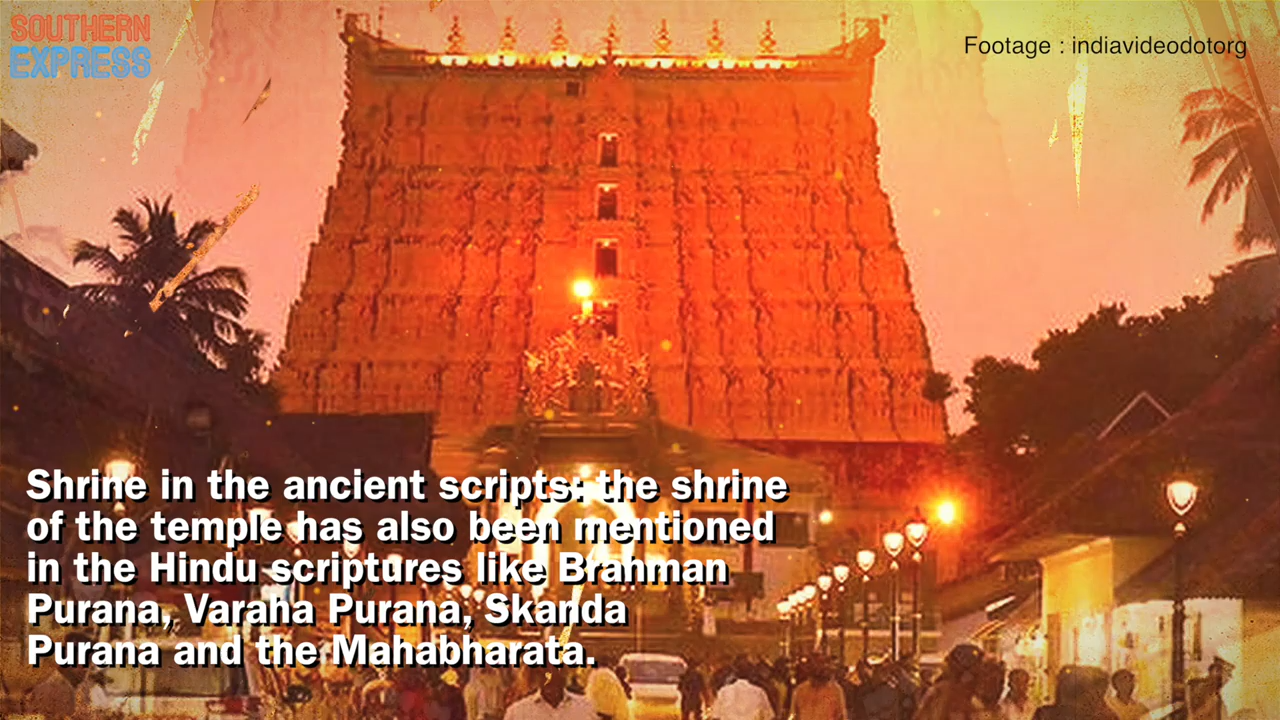 SOUTHERN
EXPRESS
Footage : indiavideodotorg
Shrine in the ancient scripts: the shrine
of the temple has also been mentioned
in the Hindu scriptures like Brahman
Purana, Varaha Purana, Skanda
Purana and the Mahabharata.